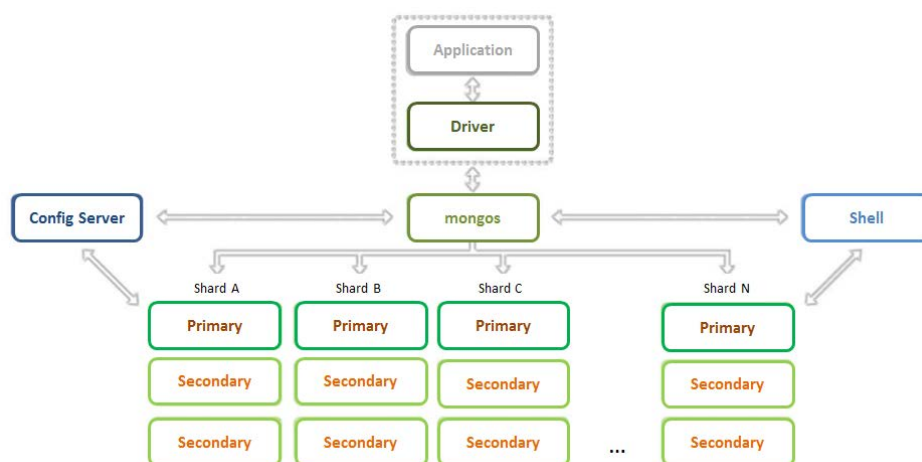 Application
Driver
Config Server
mongos
Shell
Shard A
Shard B
Shard C
Shard N
Primary
Primary
Primary
Primary
Secondary
Secondary
Secondary
Secondary
Secondary
Secondary
Secondary
...
Secondary